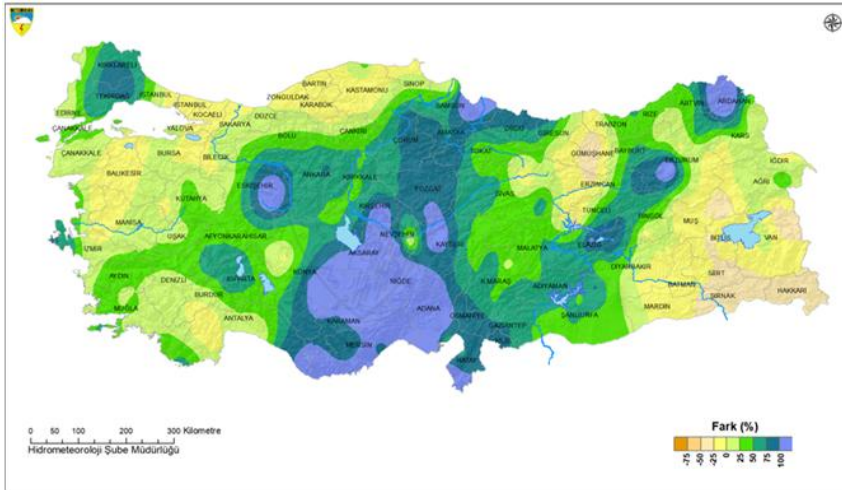 KIRKLARELİ
TEKİRDAĞ
EDİRNE
İSTANBUL
İSTANBUL
KOCAELİ
YALOVA
SAKARYA
DÜZCE
ZONGULDAK
BARTIN
KARABÜK
KASTAMONU
SİNOP
SAMSUN
ÇANAKKALE
ÇANAKKALE
BALIKESİR
BURSA
BİLECİK
BOLU
ÇANKIRI
ÇORUM
AMASYA
TOKAT
ORDU
GİRESUN
TRABZON
RİZE
ARTVİN
ARDAHAN
KARS
GÜMÜŞHANE
BAYBURT
ERZURUM
IĞDIR
AĞRI
ESKİŞEHİR
ANKARA
KIRIKKALE
YOZGAT
SİVAS
ERZİNCAN
TUNCELİ
BİNGÖL
MUŞ
BİTLİS
VAN
KÜTAHYA
MANİSA
İZMİR
UŞAK
AFYONKARAHİSAR
KIRŞEHİR
NEVŞEHİR
KAYSERİ
AKSARAY
NİĞDE
MALATYA
ELAZIĞ
DİYARBAKIR
SİİRT
BATMAN
ŞIRNAK
HAKKARİ
MARDİN
AYDIN
DENİZLİ
ISPARTA
BURDUR
KONYA
MUĞLA
ANTALYA
KARAMAN
MERSİN
ADANA
OSMANİYE
K.MARAŞ
ADIYAMAN
GAZİANTEP
ŞANLIURFA
KİLİS
HATAY
0 50 100 200 300 Kilometre
Hidrometeoroloji Şube Müdürlüğü
Fark (%)
-75 -50 -25 0 25 50 75 100